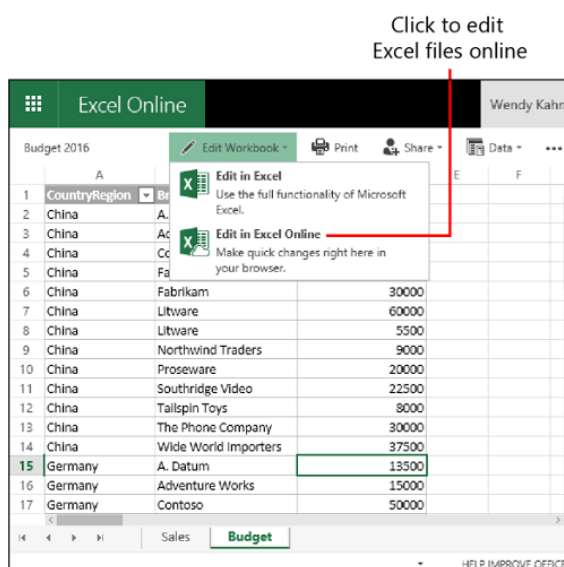 Click to edit
Excel files online
Excel Online
Wendy Kahn
Budget 2016
Edit Workbook
Print
Share
Data
A
E
F
1 CountryRegion
Edit in Excel
Use the full functionality of Microsoft
Excel.
Edit in Excel Online
Make quick changes right here in
your browser.
2 China A.
3 China
4 China
5 China
6 China Fabrikam 30000
7 China Litware 60000
8 China Litware 5500
9 China Northwind Traders 9000
10 China Proseware 20000
11 China Southridge Video 22500
12 China Tailspin Toys 8000
13 China The Phone Company 30000
14 China Wide World Importers 37500
15 Germany A. Datum 13500
16 Germany Adventure Works 15000
17 Germany Contoso 50000
Sales Budget
HELP IMPROVE OFFICE